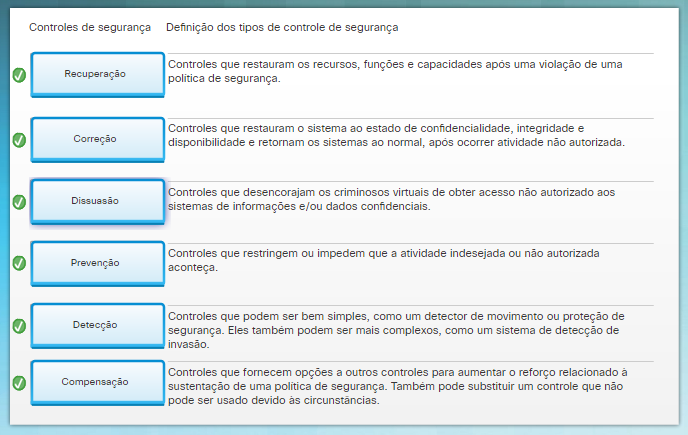 Controles de segurança Definição dos tipos de controle de segurança
Recuperação
Controles que restauram os recursos, funções e capacidades após uma violação de uma
política de segurança.
Correção
Controles que restauram o sistema ao estado de confidencialidade, integridade e
disponibilidade e retornam os sistemas ao normal, após ocorrer atividade não autorizada.
Dissuasão
Controles que desencorajam os criminosos virtuais de obter acesso não autorizado aos
sistemas de informações e/ou dados confidenciais.
Prevenção
Controles que restringem ou impedem que a atividade indesejada ou não autorizada
aconteça.
Detecção
Controles que podem ser bem simples, como um detector de movimento ou proteção de
segurança. Eles também podem ser mais complexos, como um sistema de detecção de
invasão.
Compensação
Controles que fornecem opções a outros controles para aumentar o reforço relacionado à
sustentação de uma política de segurança. Também pode substituir um controle que não
pode ser usado devido às circunstâncias.